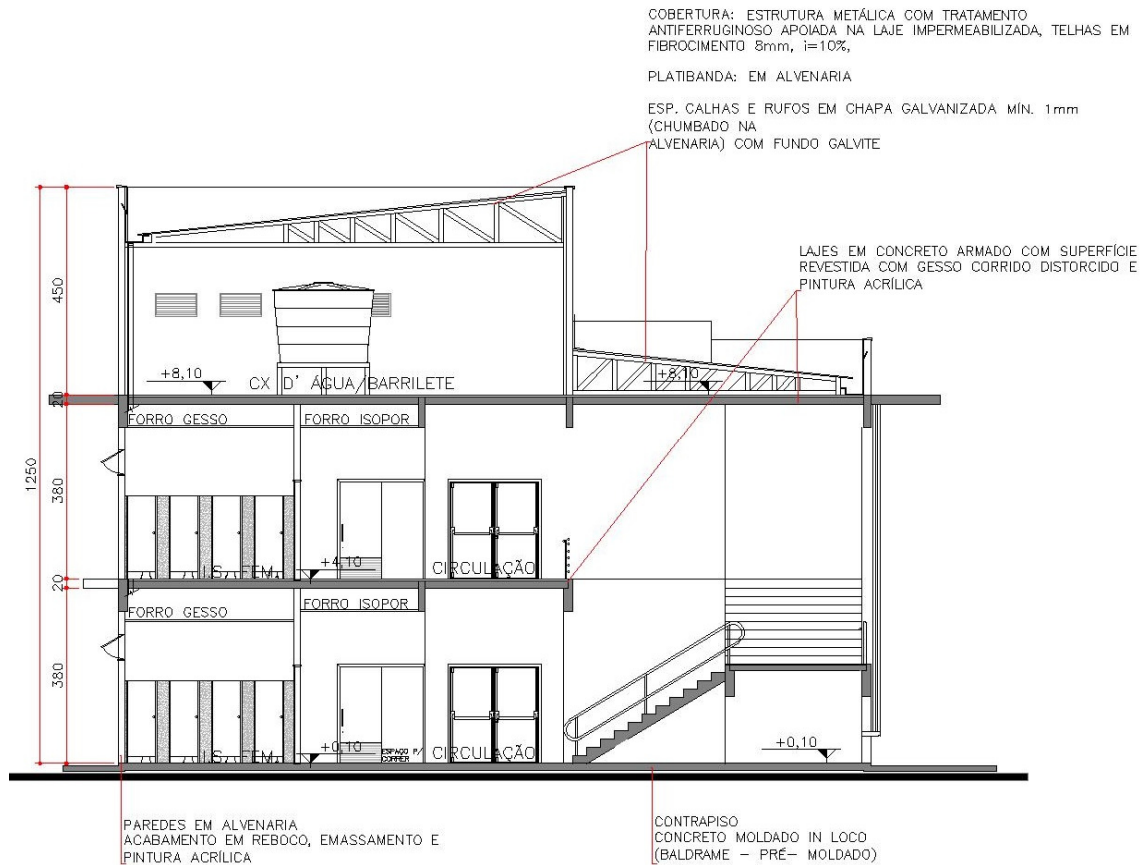 COBERTURA: ESTRUTURA METÁLICA COM TRATAMENTO
ANTIFERRUGINOSO APOIADA NA LAJE IMPERMEABILIZADA, TELHAS EM
FIBROCIMENTO 8mm, i=10%,
PLATIBANDA: EM ALVENARIA
ESP. CALHAS E RUFOS EM CHAPA GALVANIZADA MÍN. 1mm
(CHUMBADO NA
ALVENARIA) COM FUNDO GALVITE
LAJES EM CONCRETO ARMADO COM SUPERFÍCIE
REVESTIDA COM GESSO CORRIDO DISTORCIDO E
PINTURA ACRÍLICA
450
+8,10
CX D' ÁGUA/BARRILETE
+8,10
20
FORRO GESSO
FORRO ISOPOR
1250
380
I.S. FEM.
+4,10
CIRCULAÇÃO
20
FORRO GESSO
FORRO ISOPOR
380
I.S. FEM.
+0,10
ESPAÇO P/
CORRER
CIRCULAÇÃO
+0,10
PAREDES EM ALVENARIA
ACABAMENTO EM REBOCO, EMASSAMENTO E
PINTURA ACRÍLICA
CONTRAPISO
CONCRETO MOLDADO IN LOCO
(BALDRAME - PRÉ- MOLDADO)